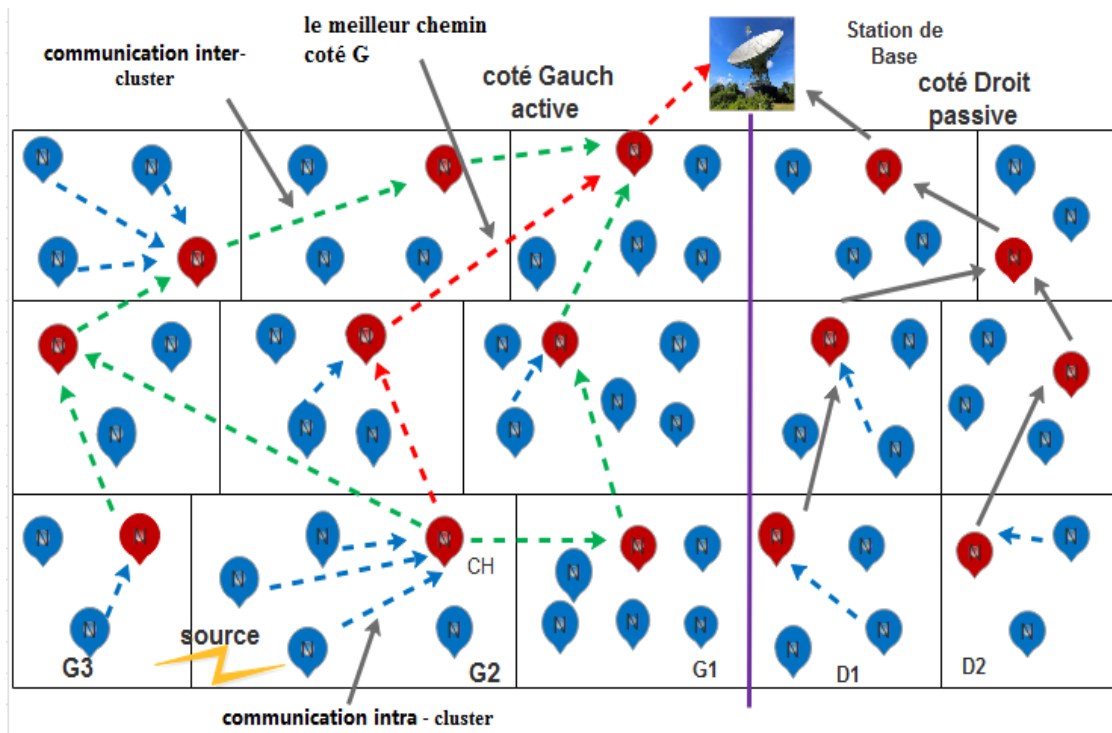 le meilleur chemin
coté G
communication inter-
cluster
coté Gauch
active
Station de
Base
coté Droit
passive
N N N N N N N N N N N N N N N N N N N
N N N N N N N N N N N N N N N N N N N
CH
N N N N N N N N N N N N N N N N N N N N N
source
G3
G2
G1
D1
D2
communication intra - cluster